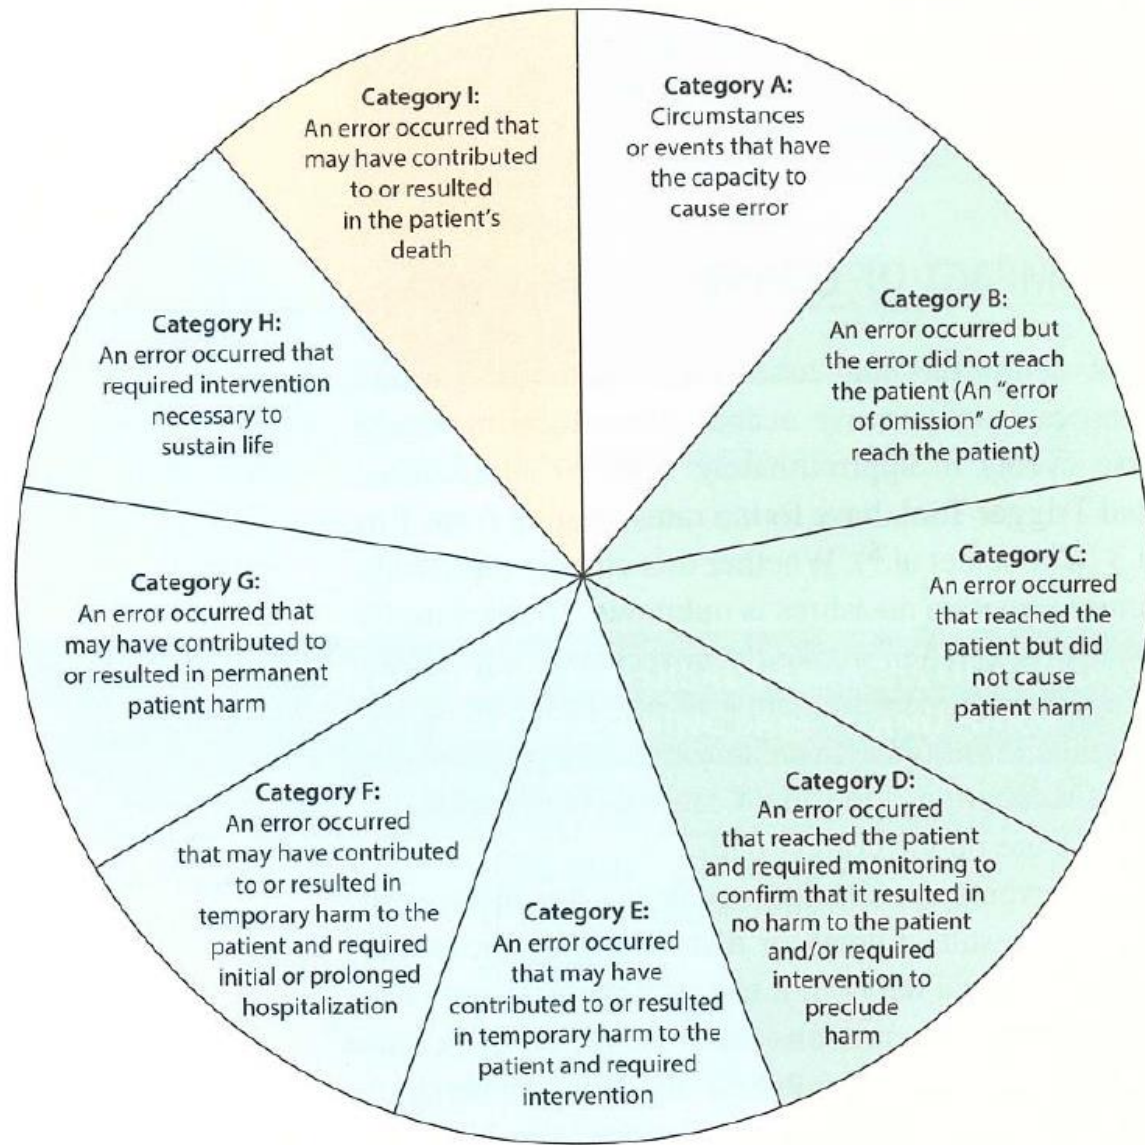 Category A:
Circumstances
or events that have
the capacity to
cause error
Category B:
An error occurred but
the error did not reach
the patient (An "error
of omission" does
reach the patient)
Category C:
An error occurred
that reached the
patient but did
not cause
patient harm
Category D:
An error occurred
that reached the patient
and required monitoring to
confirm that it resulted in
no harm to the patient
and/or required
intervention to
preclude
harm
Category E:
An error occurred
that may have
contributed to or resulted
in temporary harm to the
patient and required
intervention
Category F:
An error occurred
that may have contributed
to or resulted in
temporary harm to the
patient and required
initial or prolonged
hospitalization
Category G:
An error occurred that
may have contributed to
or resulted in permanent
patient harm
Category H:
An error occurred that
required intervention
necessary to
sustain life
Category I:
An error occurred that
may have contributed
to or resulted
in the patient's
death